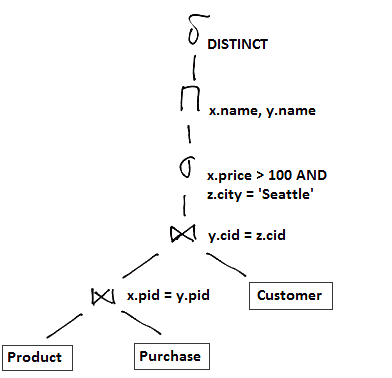 δ DISTINCT
Π x.name, y.name
σ x.price > 100 AND
z.city = 'Seattle'
⋈ y.cid = z.cid
⋈ x.pid = y.pid
Customer
Product
Purchase